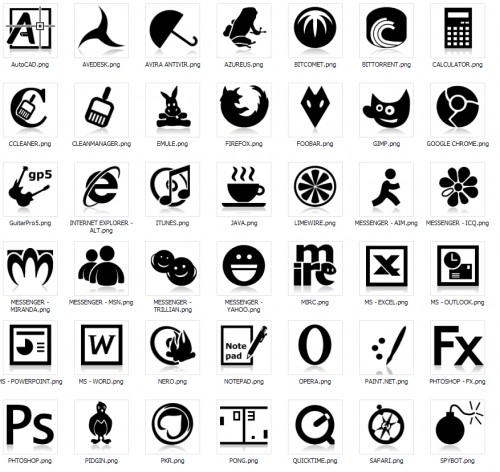 A
AutoCAD.png AVEDESK.png AVIRA ANTIVIR.png AZUREUS.png BITCOMET.png BITTORRENT.png CALCULATOR.png
C
CCLEANER.png CLEANMANAGER.png EMULE.png FIREFOX.png FOOBAR.png GIMP.png GOOGLE CHROME.png
gp5
GuitarPro5.png INTERNET EXPLORER - ALT.png ITUNES.png JAVA.png LIMEWIRE.png MESSENGER - AIM.png MESSENGER - ICQ.png
mirc
MESSENGER - MIRANDA.png MESSENGER - MSN.png MESSENGER - TRILLIAN.png MESSENGER - YAHOO.png MIRC.png MS - EXCEL.png MS - OUTLOOK.png
W Note pad Fx
MS - POWERPOINT.png MS - WORD.png NERO.png NOTEPAD.png OPERA.png PAINT.NET.png PHTOSHOP - FX.png
Ps 23
PHTOSHOP.png PIDGIN.png PKR.png PONG.png QUICKTIME.png SAFARI.png SPYBOT.png